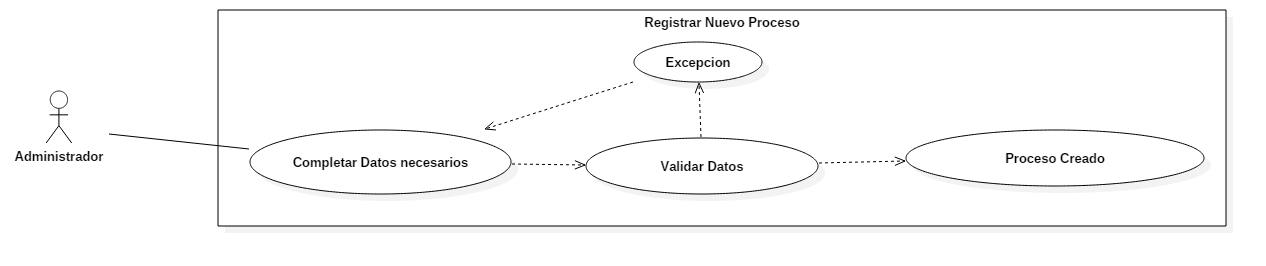 Registrar Nuevo Proceso
Excepcion
Administrador
Completar Datos necesarios
Validar Datos
Proceso Creado